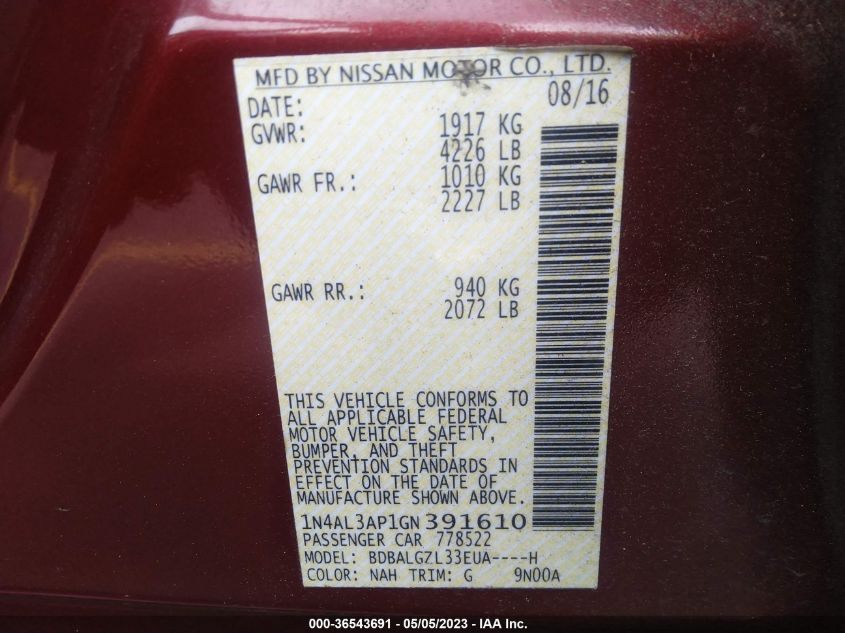 MFD BY NISSAN MOTOR CO., LTD.
DATE: 08/16
GVWR: 1917 KG
4226 LB
GAWR FR.: 1010 KG
2227 LB
GAWR RR.: 940 KG
2072 LB
THIS VEHICLE CONFORMS TO
ALL APPLICABLE FEDERAL
MOTOR VEHICLE SAFETY,
BUMPER, AND THEFT
PREVENTION STANDARDS IN
EFFECT ON THE DATE OF
MANUFACTURE SHOWN ABOVE.
1N4AL3AP1GN391610
PASSENGER CAR 778522
MODEL: BDBALGZL33EUA----H
COLOR: NAH TRIM: G 9N00A
000-36543691 - 05/05/2023 - IAA Inc.